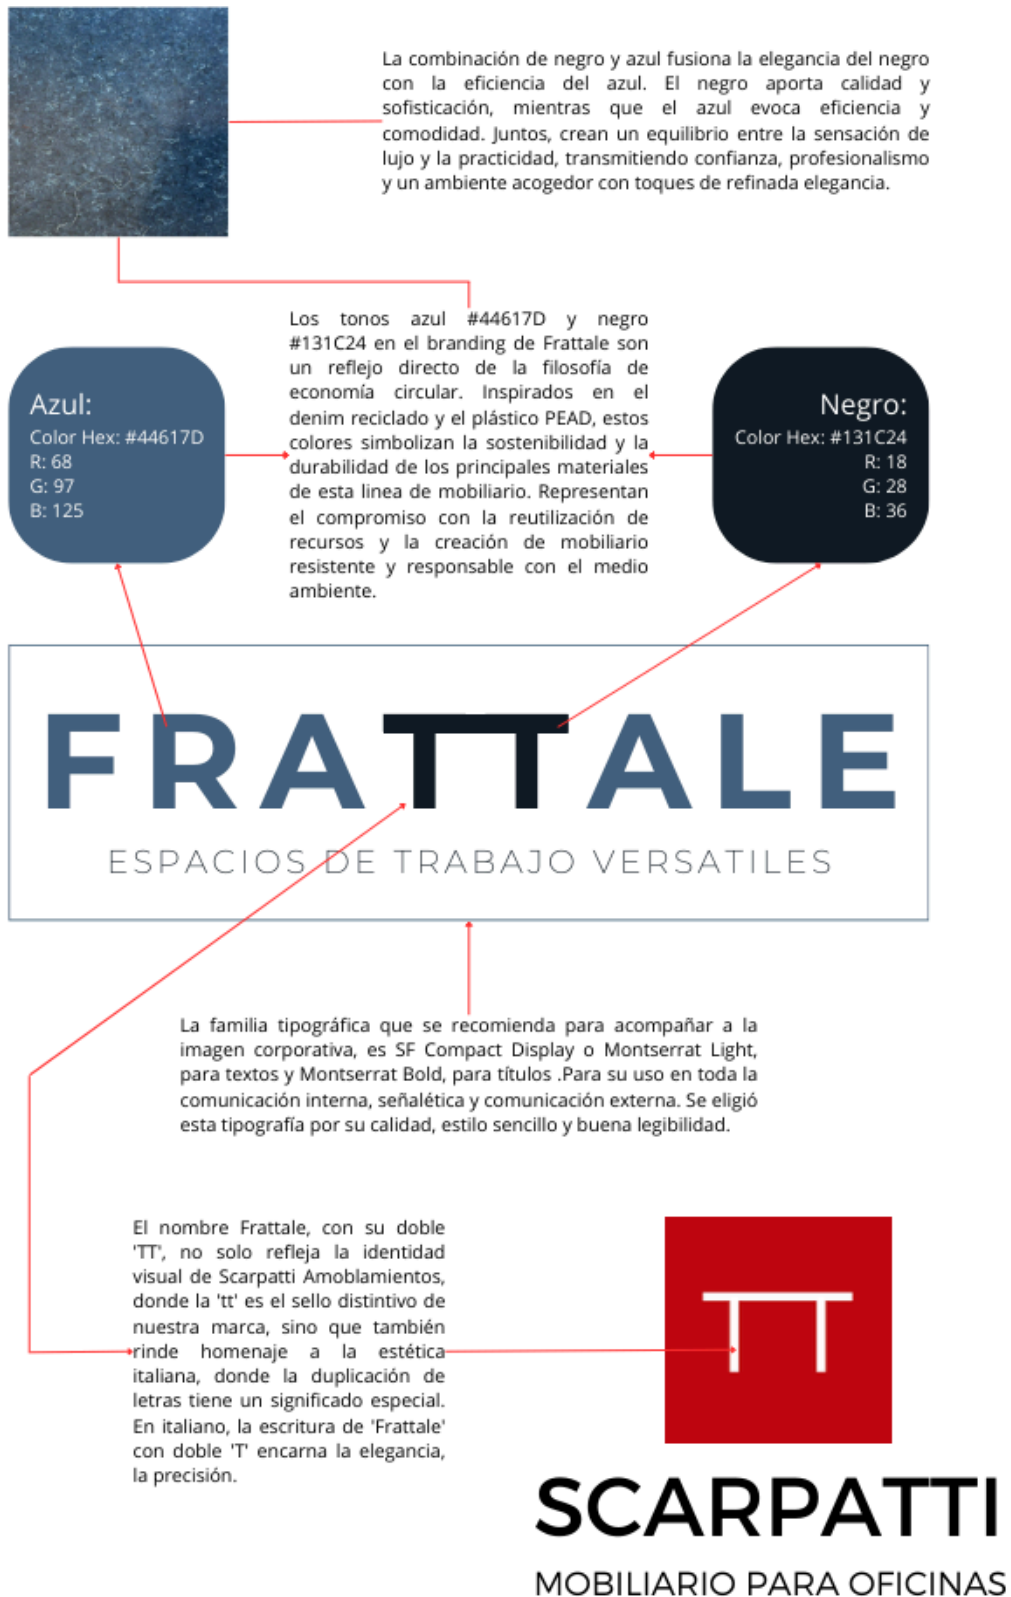 La combinación de negro y azul fusiona la elegancia del negro
con la eficiencia del azul. El negro aporta calidad y
sofisticación, mientras que el azul evoca eficiencia y
comodidad. Juntos, crean un equilibrio entre la sensación de
lujo y la practicidad, transmitiendo confianza, profesionalismo
y un ambiente acogedor con toques de refinada elegancia.
Azul:
Color Hex: #44617D
R: 68
G: 97
B: 125
Los tonos azul #44617D y negro
#131C24 en el branding de Frattale son
un reflejo directo de la filosofía de
economía circular. Inspirados en el
denim reciclado y el plástico PEAD, estos
colores simbolizan la sostenibilidad y la
durabilidad de los principales materiales
de esta linea de mobiliario. Representan
el compromiso con la reutilización de
recursos y la creación de mobiliario
resistente y responsable con el medio
ambiente.
Negro:
Color Hex: #131C24
R: 18
G: 28
B: 36
FRATTALE
ESPACIOS DE TRABAJO VERSATILES
La familia tipográfica que se recomienda para acompañar a la
imagen corporativa, es SF Compact Display o Montserrat Light,
para textos y Montserrat Bold, para títulos .Para su uso en toda la
comunicación interna, señalética y comunicación externa. Se eligió
esta tipografía por su calidad, estilo sencillo y buena legibilidad.
El nombre Frattale, con su doble
'TT', no solo refleja la identidad
visual de Scarpatti Amoblamientos,
donde la 'tt' es el sello distintivo de
nuestra marca, sino que también
rinde homenaje a la estética
italiana, donde la duplicación de
letras tiene un significado especial.
En italiano, la escritura de 'Frattale'
con doble 'T' encarna la elegancia,
la precisión.
TT
SCARPATTI
MOBILIARIO PARA OFICINAS